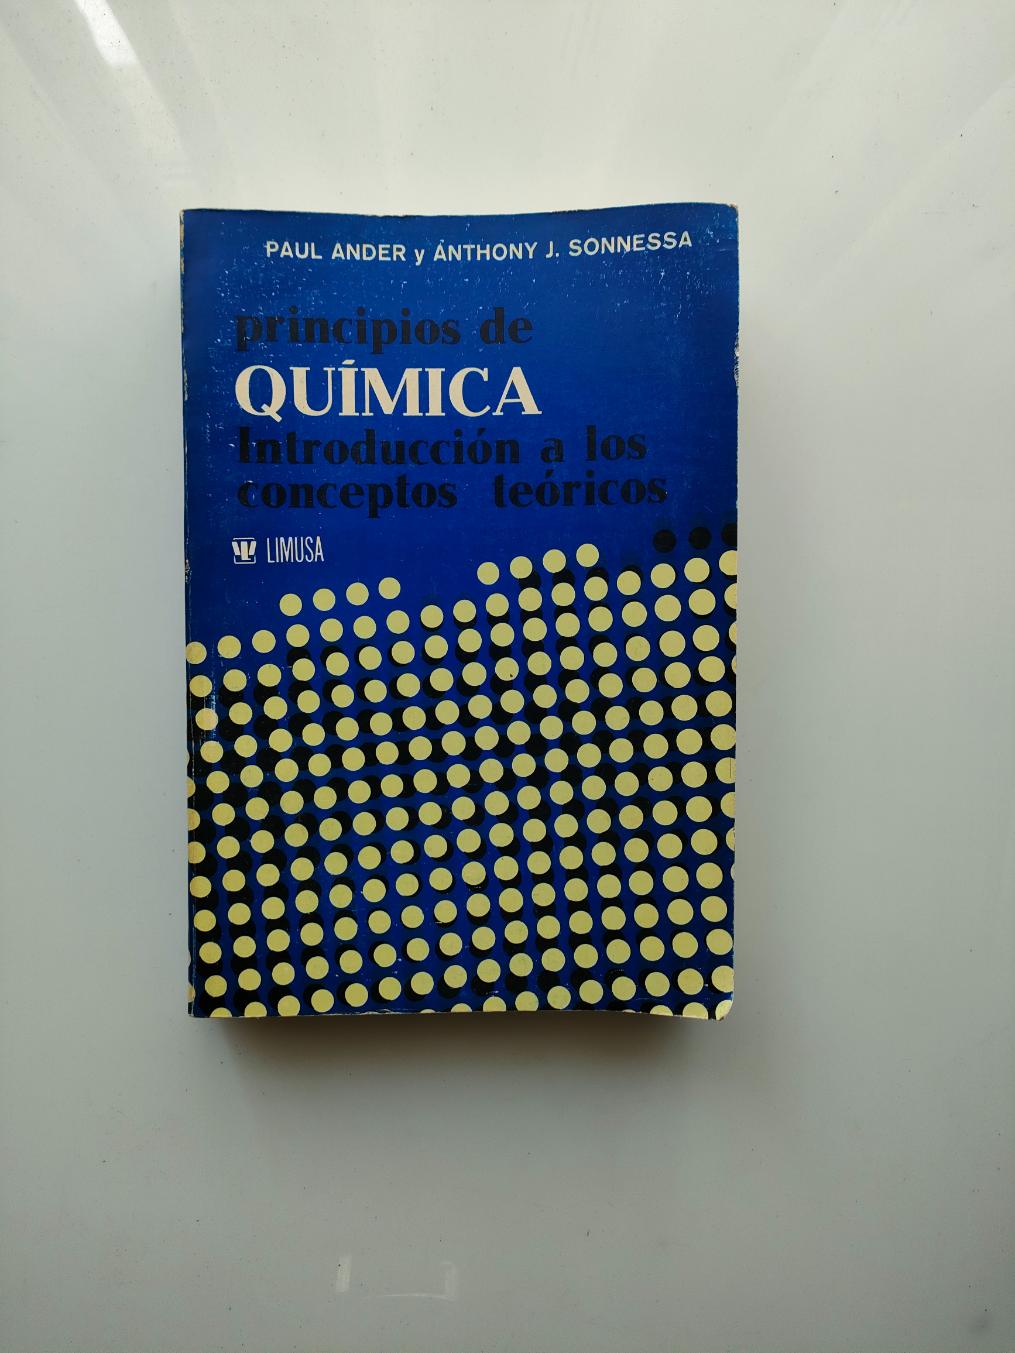 PAUL ANDER y ANTHONY J. SONNESSA
principios de
QUÍMICA
Introducción a los
conceptos teóricos
LIMUSA